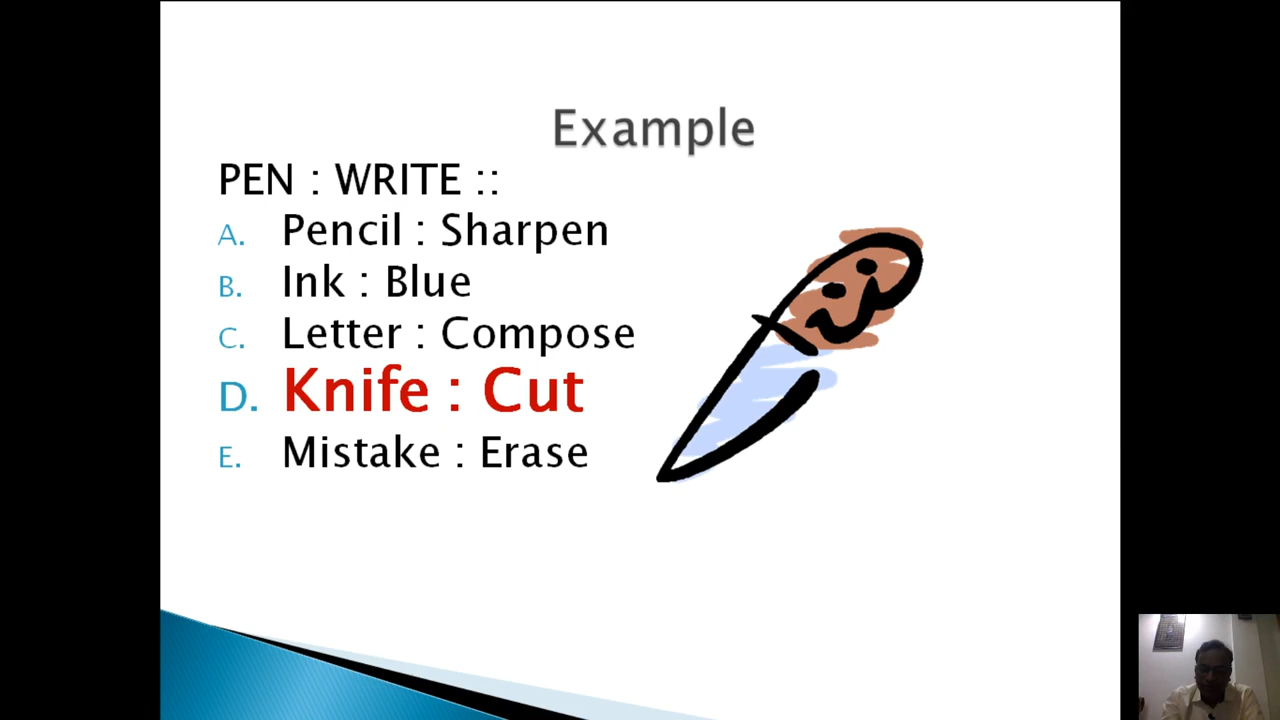 Example
PEN : WRITE ::
A. Pencil : Sharpen
B. Ink : Blue
C. Letter : Compose
D. Knife : Cut
E. Mistake : Erase